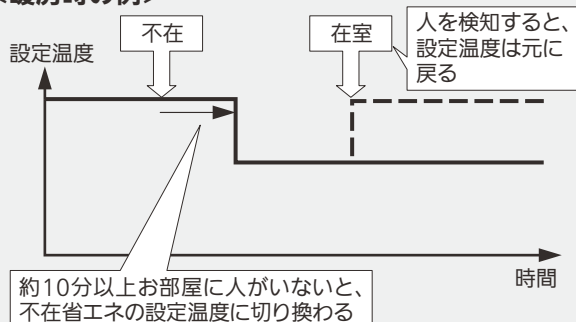 <暖房時の例>
不在
在室
人を検知すると、
設定温度は元に
戻る
設定温度
時間
約10分以上お部屋に人がいないと、
不在省エネの設定温度に切り換わる